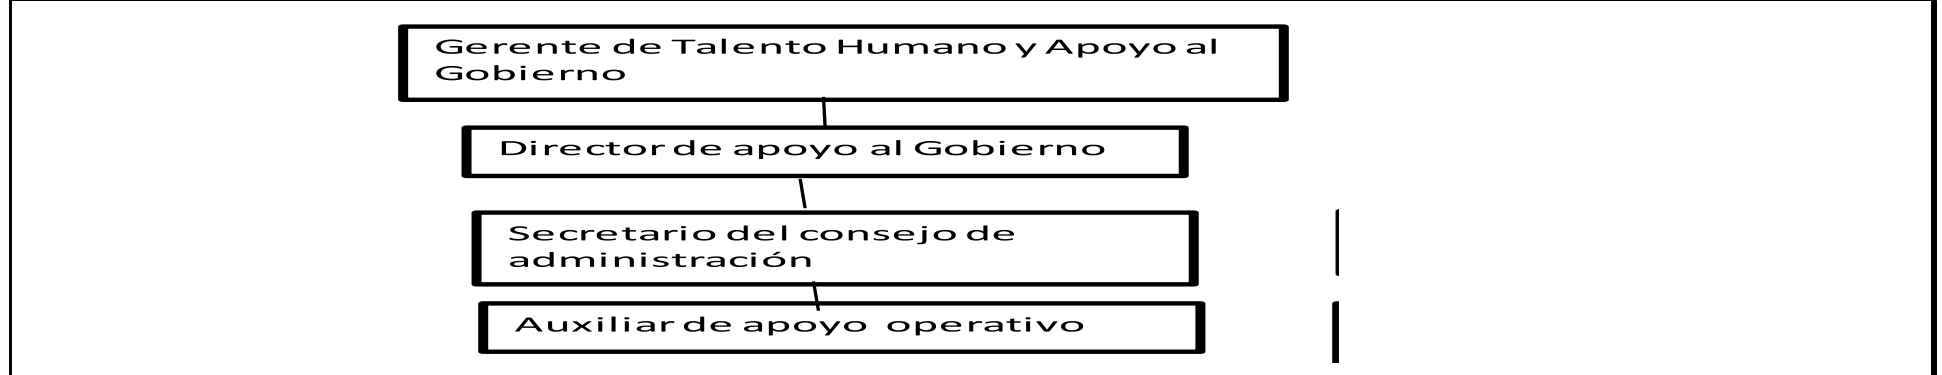 Gerente de Talento Humano y Apoyo al
Gobierno
Director de apoyo al Gobierno
Secretario del consejo de
administración
Auxiliar de apoyo operativo